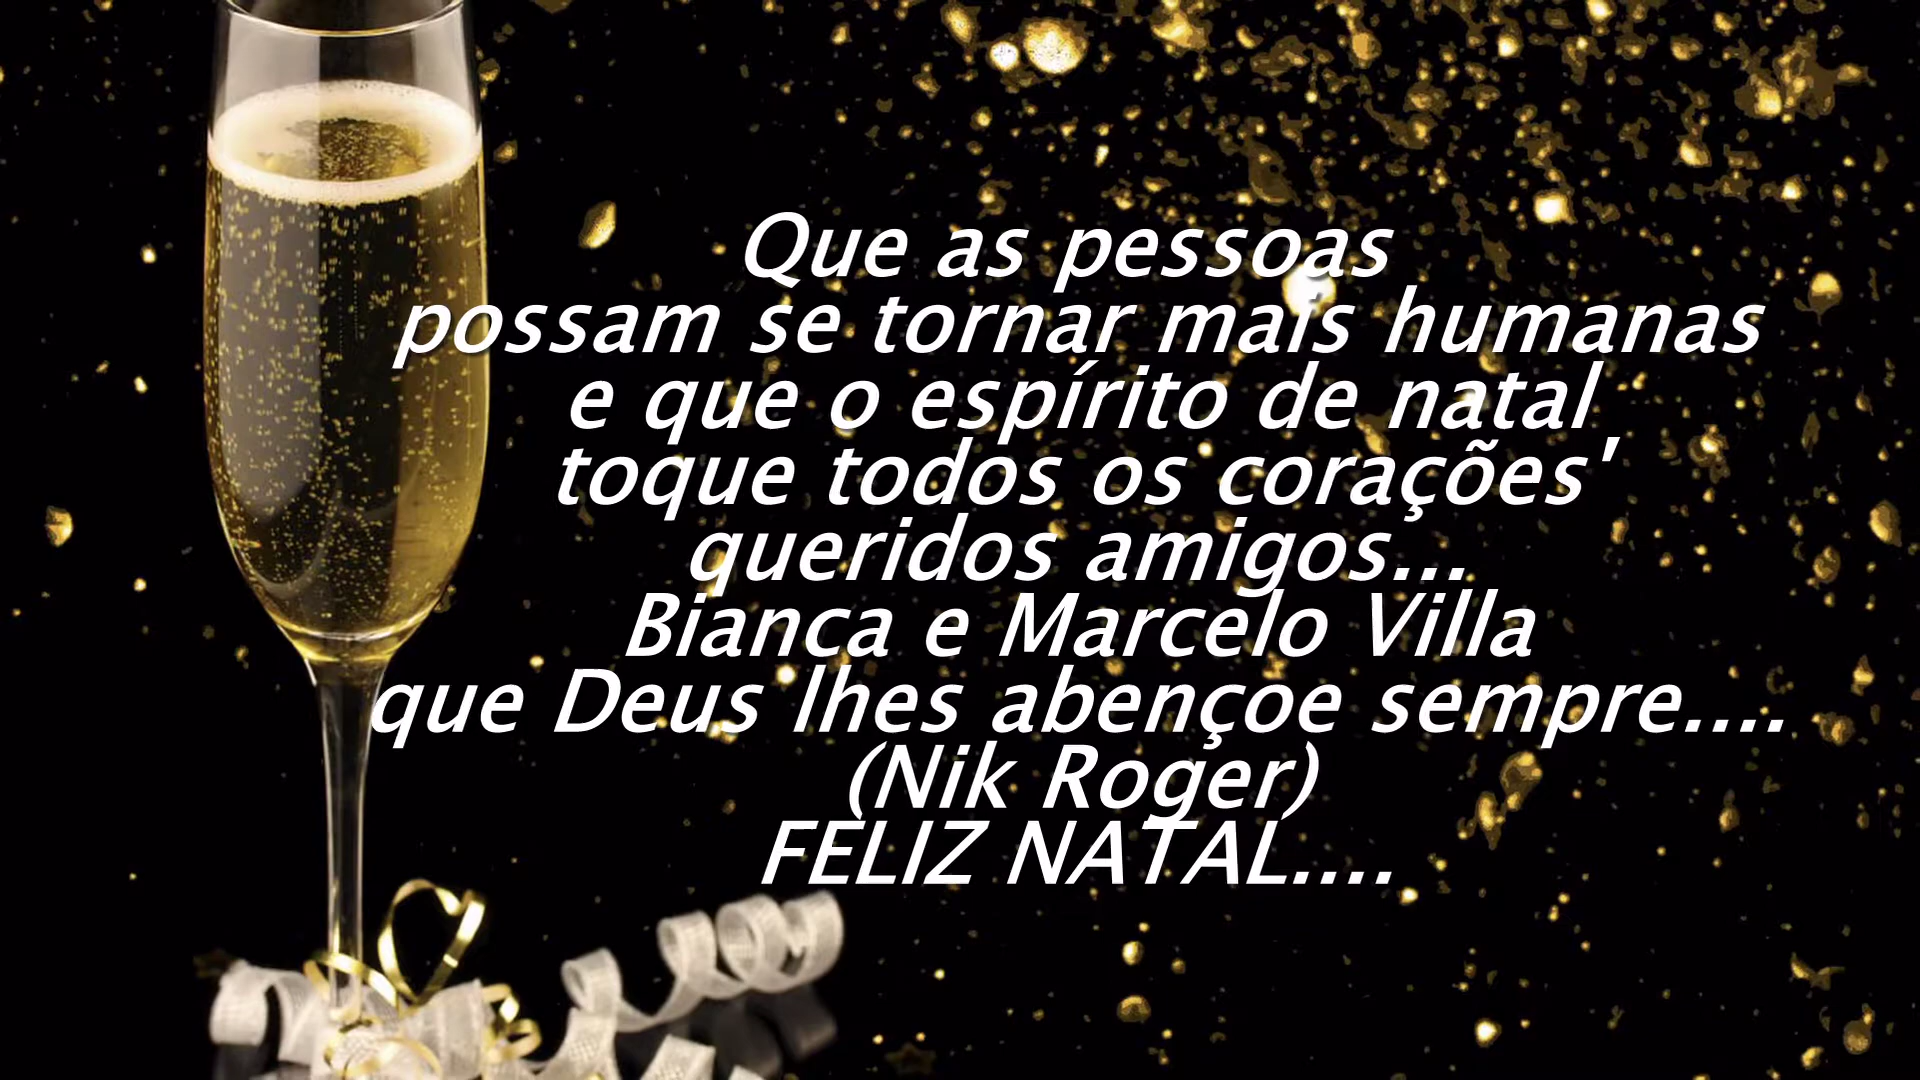 Que as pessoas
possam se tornar mais humanas
e que o espírito de natal
toque todos os corações'
queridos amigos...
Bianca e Marcelo Villa
que Deus lhes abençoe sempre....
(Nik Roger)
FELIZ NATAL....